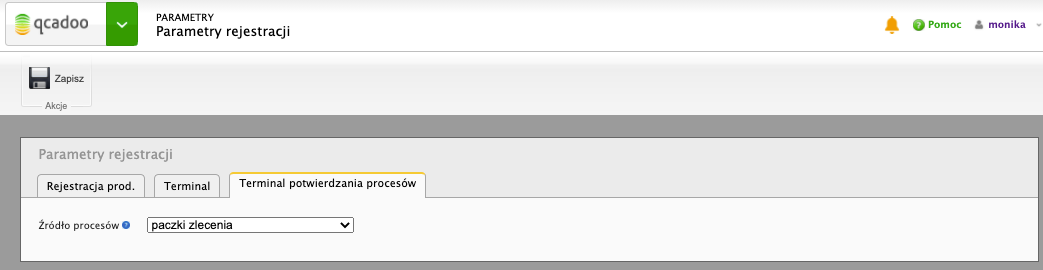 qcadoo
PARAMETRY
Parametry rejestracji
Pomoc
monika
Zapisz
Akcje
Parametry rejestracji
Rejestracja prod.
Terminal
Terminal potwierdzania procesów
Źródło procesów
paczki zlecenia